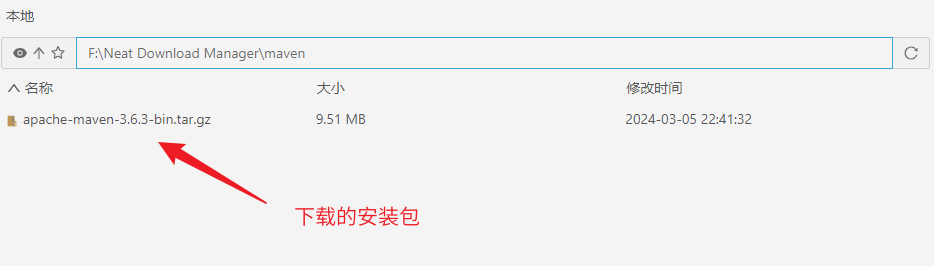 本地
F:\Neat Download Manager\maven
名称 大小 修改时间
apache-maven-3.6.3-bin.tar.gz 9.51 MB 2024-03-05 22:41:32
下载的安装包